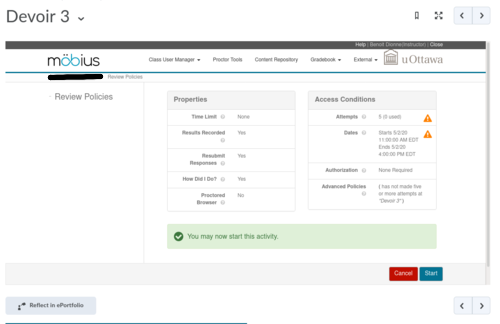 Devoir 3
Help | Benoit Dionne(Instructor) | Close
möbius
Class User Manager
Proctor Tools
Content Repository
Gradebook
External
uOttawa
Review Policies
Review Policies
Properties
Time Limit
None
Results Recorded
Yes
Resubmit
Responses
Yes
How Did I Do?
Yes
Proctored
Browser
No
Access Conditions
Attempts
5 (0 used)
Dates
Starts 5/2/20
11:00:00 AM EDT
Ends 5/2/20
4:00:00 PM EDT
Authorization
None Required
Advanced Policies
( has not made five
or more attempts at
"Devoir 3" )
You may now start this activity.
Cancel
Start
Reflect in ePortfolio